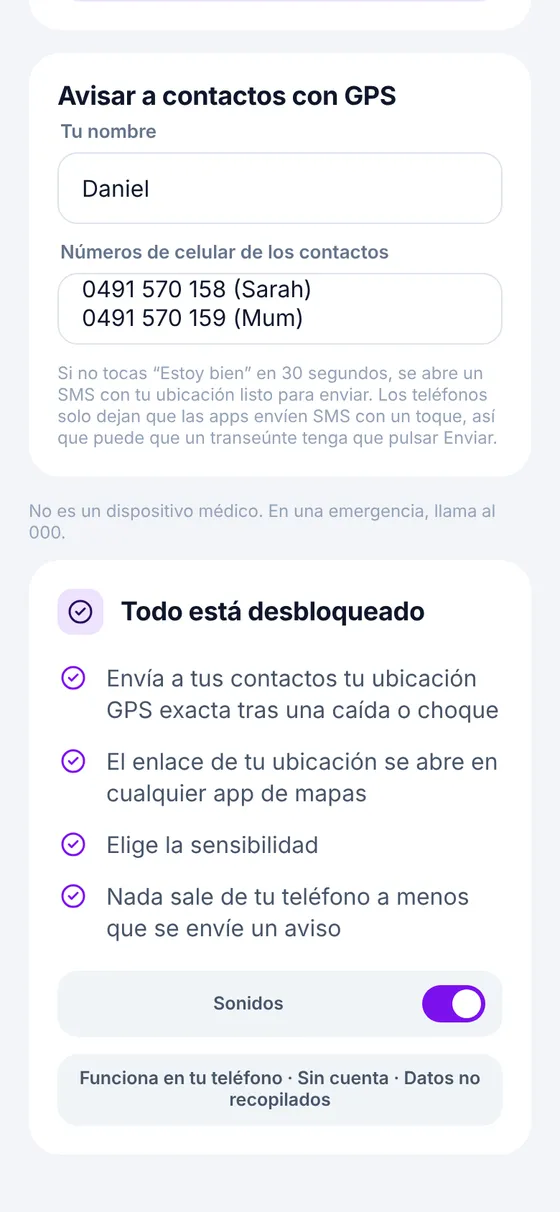 Avisar a contactos con GPS
Tu nombre
Daniel
Números de celular de los contactos
0491 570 158 (Sarah)
0491 570 159 (Mum)
Si no tocas “Estoy bien” en 30 segundos, se abre un
SMS con tu ubicación listo para enviar. Los teléfonos
solo dejan que las apps envíen SMS con un toque, así
que puede que un transeúnte tenga que pulsar Enviar.
No es un dispositivo médico. En una emergencia, llama al
000.
Todo está desbloqueado
Envía a tus contactos tu ubicación
GPS exacta tras una caída o choque
El enlace de tu ubicación se abre en
cualquier app de mapas
Elige la sensibilidad
Nada sale de tu teléfono a menos
que se envíe un aviso
Sonidos
Funciona en tu teléfono · Sin cuenta · Datos no
recopilados